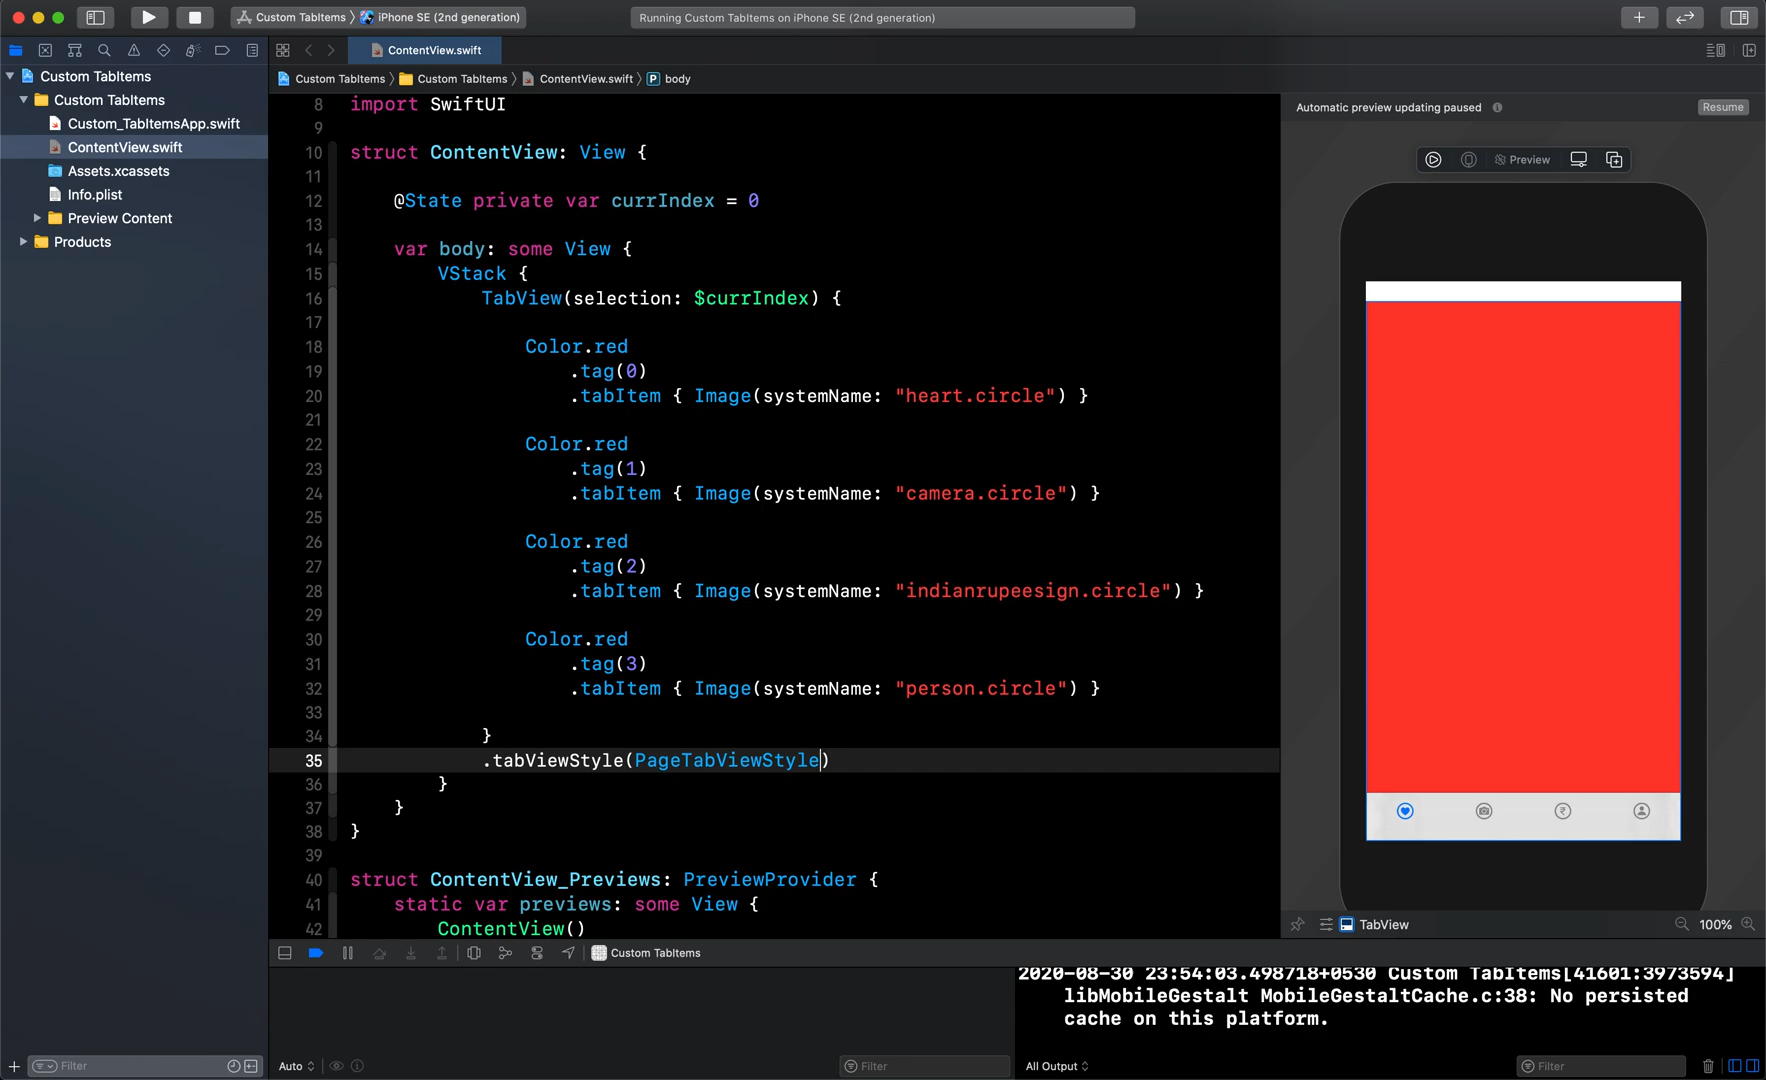 Custom TabItems
iPhone SE (2nd generation)
Running Custom TabItems on iPhone SE (2nd generation)
ContentView.swift
Custom TabItems
Custom TabItems
Custom_TabItemsApp.swift
ContentView.swift
Assets.xcassets
Info.plist
Preview Content
Products
Custom TabItems
Custom TabItems
ContentView.swift
P body
8 import SwiftUI
9
10 struct ContentView: View {
11
12 @State private var currIndex = 0
13
14 var body: some View {
15 VStack {
16 TabView(selection: $currIndex) {
17
18 Color.red
19 .tag(0)
20 .tabItem { Image(systemName: "heart.circle") }
21
22 Color.red
23 .tag(1)
24 .tabItem { Image(systemName: "camera.circle") }
25
26 Color.red
27 .tag(2)
28 .tabItem { Image(systemName: "indianrupeesign.circle") }
29
30 Color.red
31 .tag(3)
32 .tabItem { Image(systemName: "person.circle") }
33
34 }
35 .tabViewStyle(PageTabViewStyle)
36 }
37 }
38 }
39
40 struct ContentView_Previews: PreviewProvider {
41 static var previews: some View {
42 ContentView()
Automatic preview updating paused
Resume
Preview
TabView
100%
Custom TabItems
2020-08-30 23:54:03.498718+0530 Custom TabItems[41601:3973594]
libMobileGestalt MobileGestaltCache.c:38: No persisted
cache on this platform.
Filter
Auto
Filter
All Output
Filter